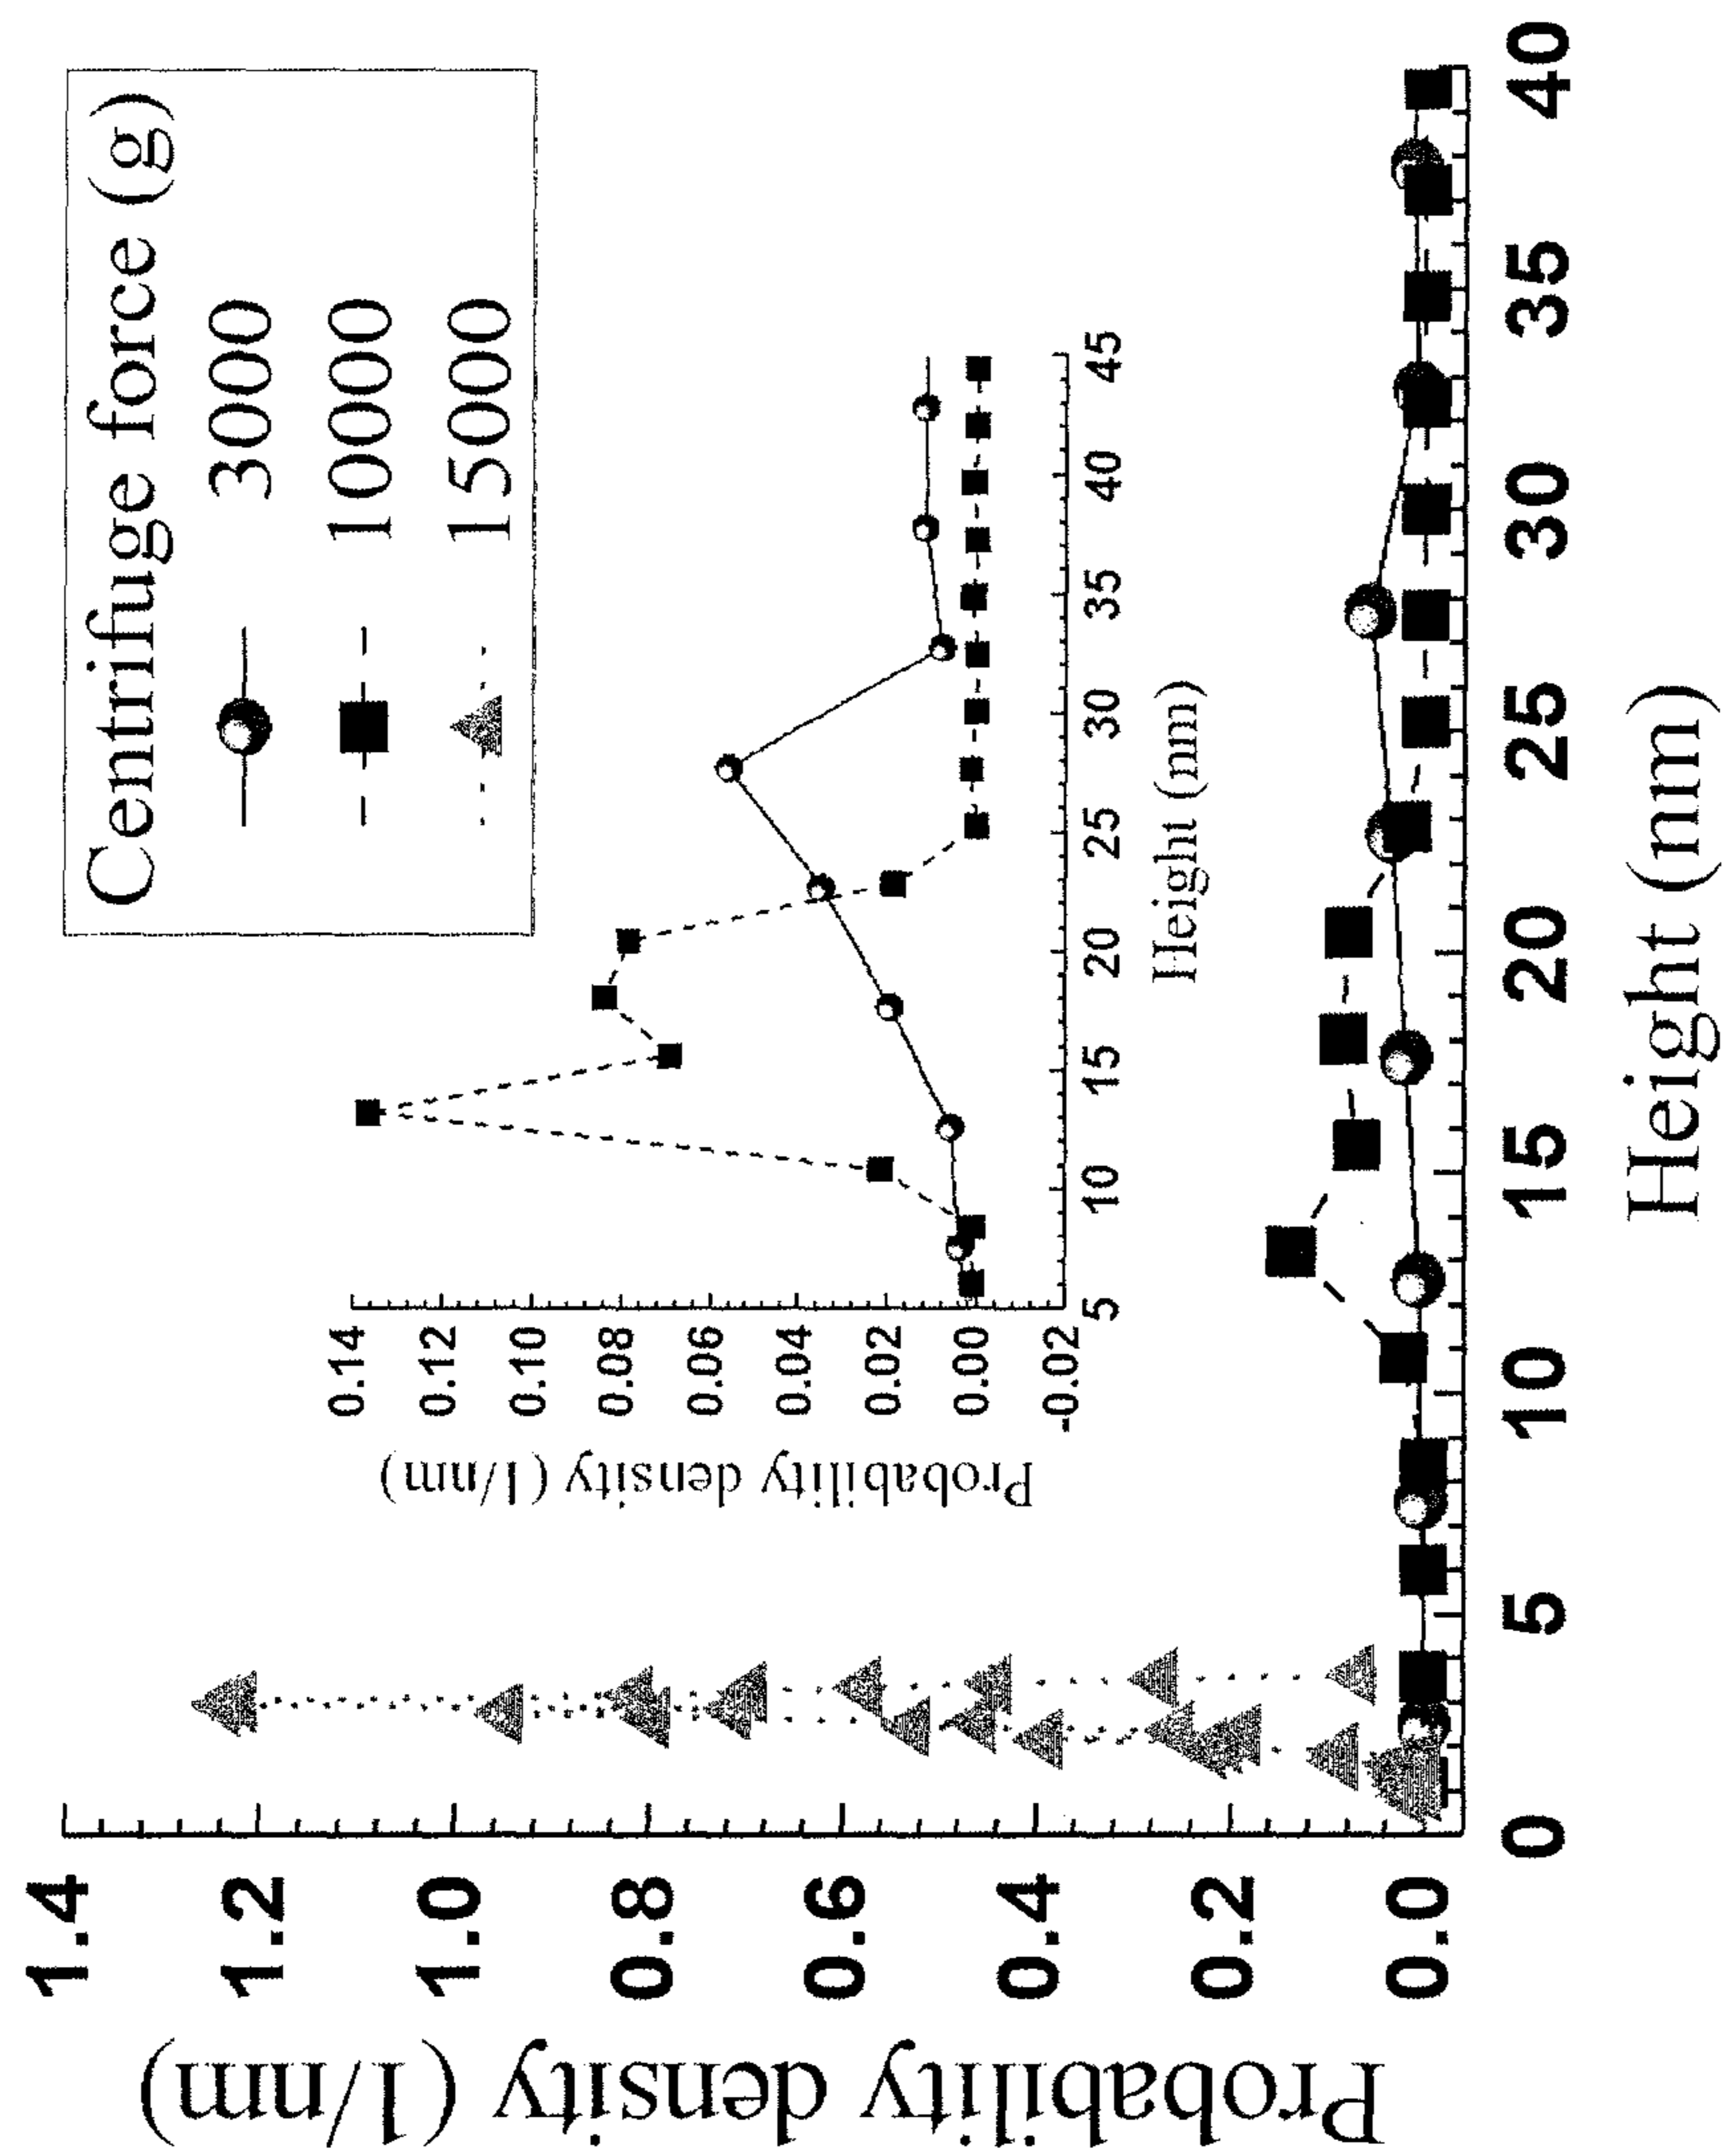 Centrifuge force (g)
3000
10000
15000
Probability density (1/nm)
1.4
1.2
1.0
0.8
0.6
0.4
0.2
0.0
0 5 10 15 20 25 30 35 40
Height (nm)
Probability density (1/nm)
0.14
0.12
0.10
0.08
0.06
0.04
0.02
0.00
-0.02
5 10 15 20 25 30 35 40 45
Height (nm)